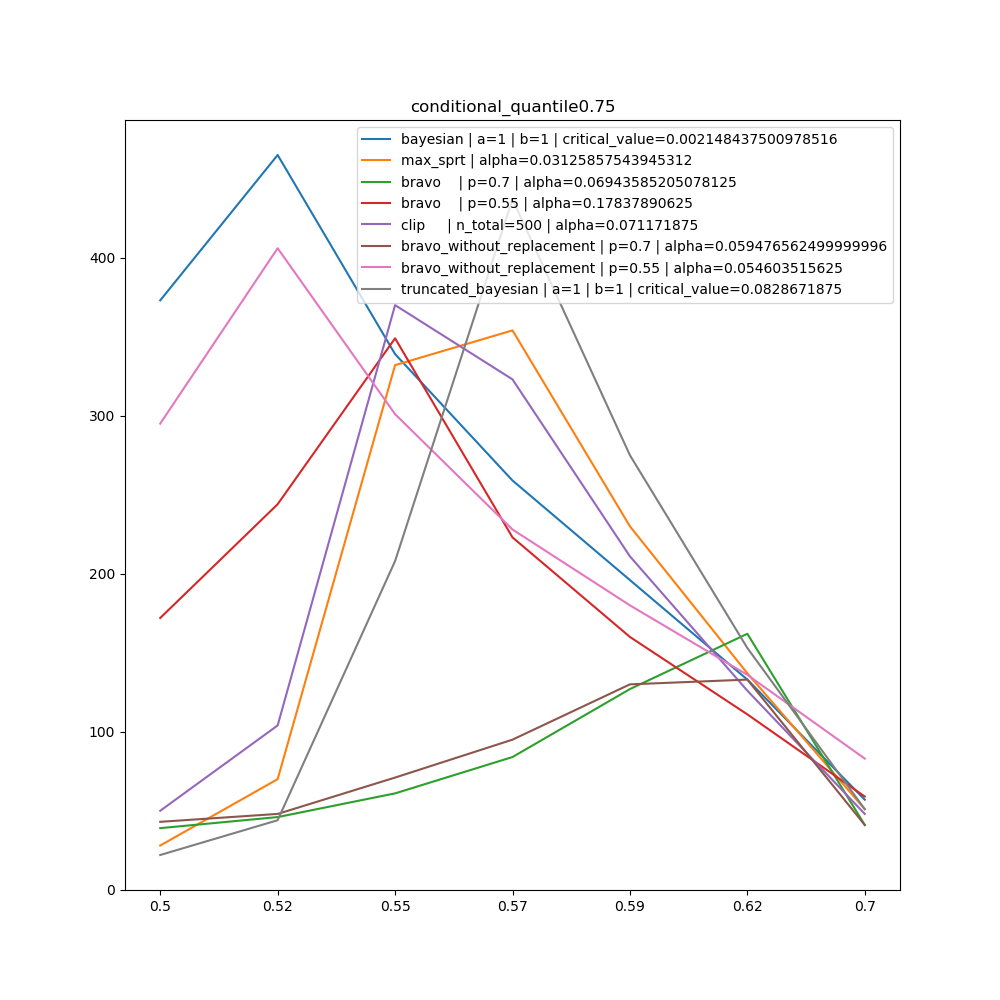 conditional_quantile0.75
bayesian | a=1 | b=1 | critical_value=0.002148437500978516
max_sprt | alpha=0.03125857543945312
bravo    | p=0.7 | alpha=0.06943585205078125
bravo    | p=0.55 | alpha=0.17837890625
clip     | n_total=500 | alpha=0.071171875
bravo_without_replacement | p=0.7 | alpha=0.059476562499999996
bravo_without_replacement | p=0.55 | alpha=0.054603515625
truncated_bayesian | a=1 | b=1 | critical_value=0.0828671875
400
300
200
100
0
0.5 0.52 0.55 0.57 0.59 0.62 0.7